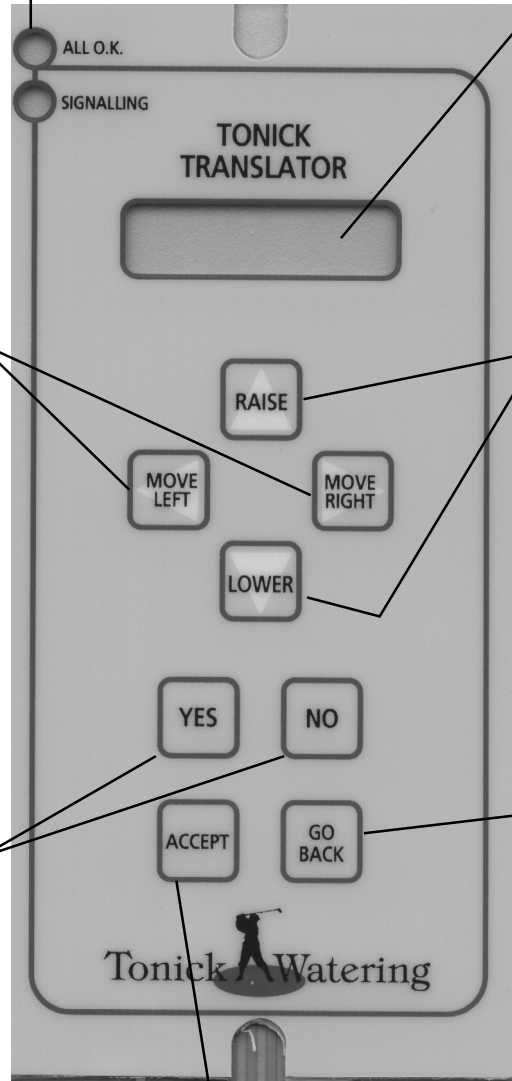 ALL O.K.
SIGNALLING
TONICK
TRANSLATOR
RAISE
MOVE
LEFT
MOVE
RIGHT
LOWER
YES
NO
ACCEPT
GO
BACK
Tonick Watering